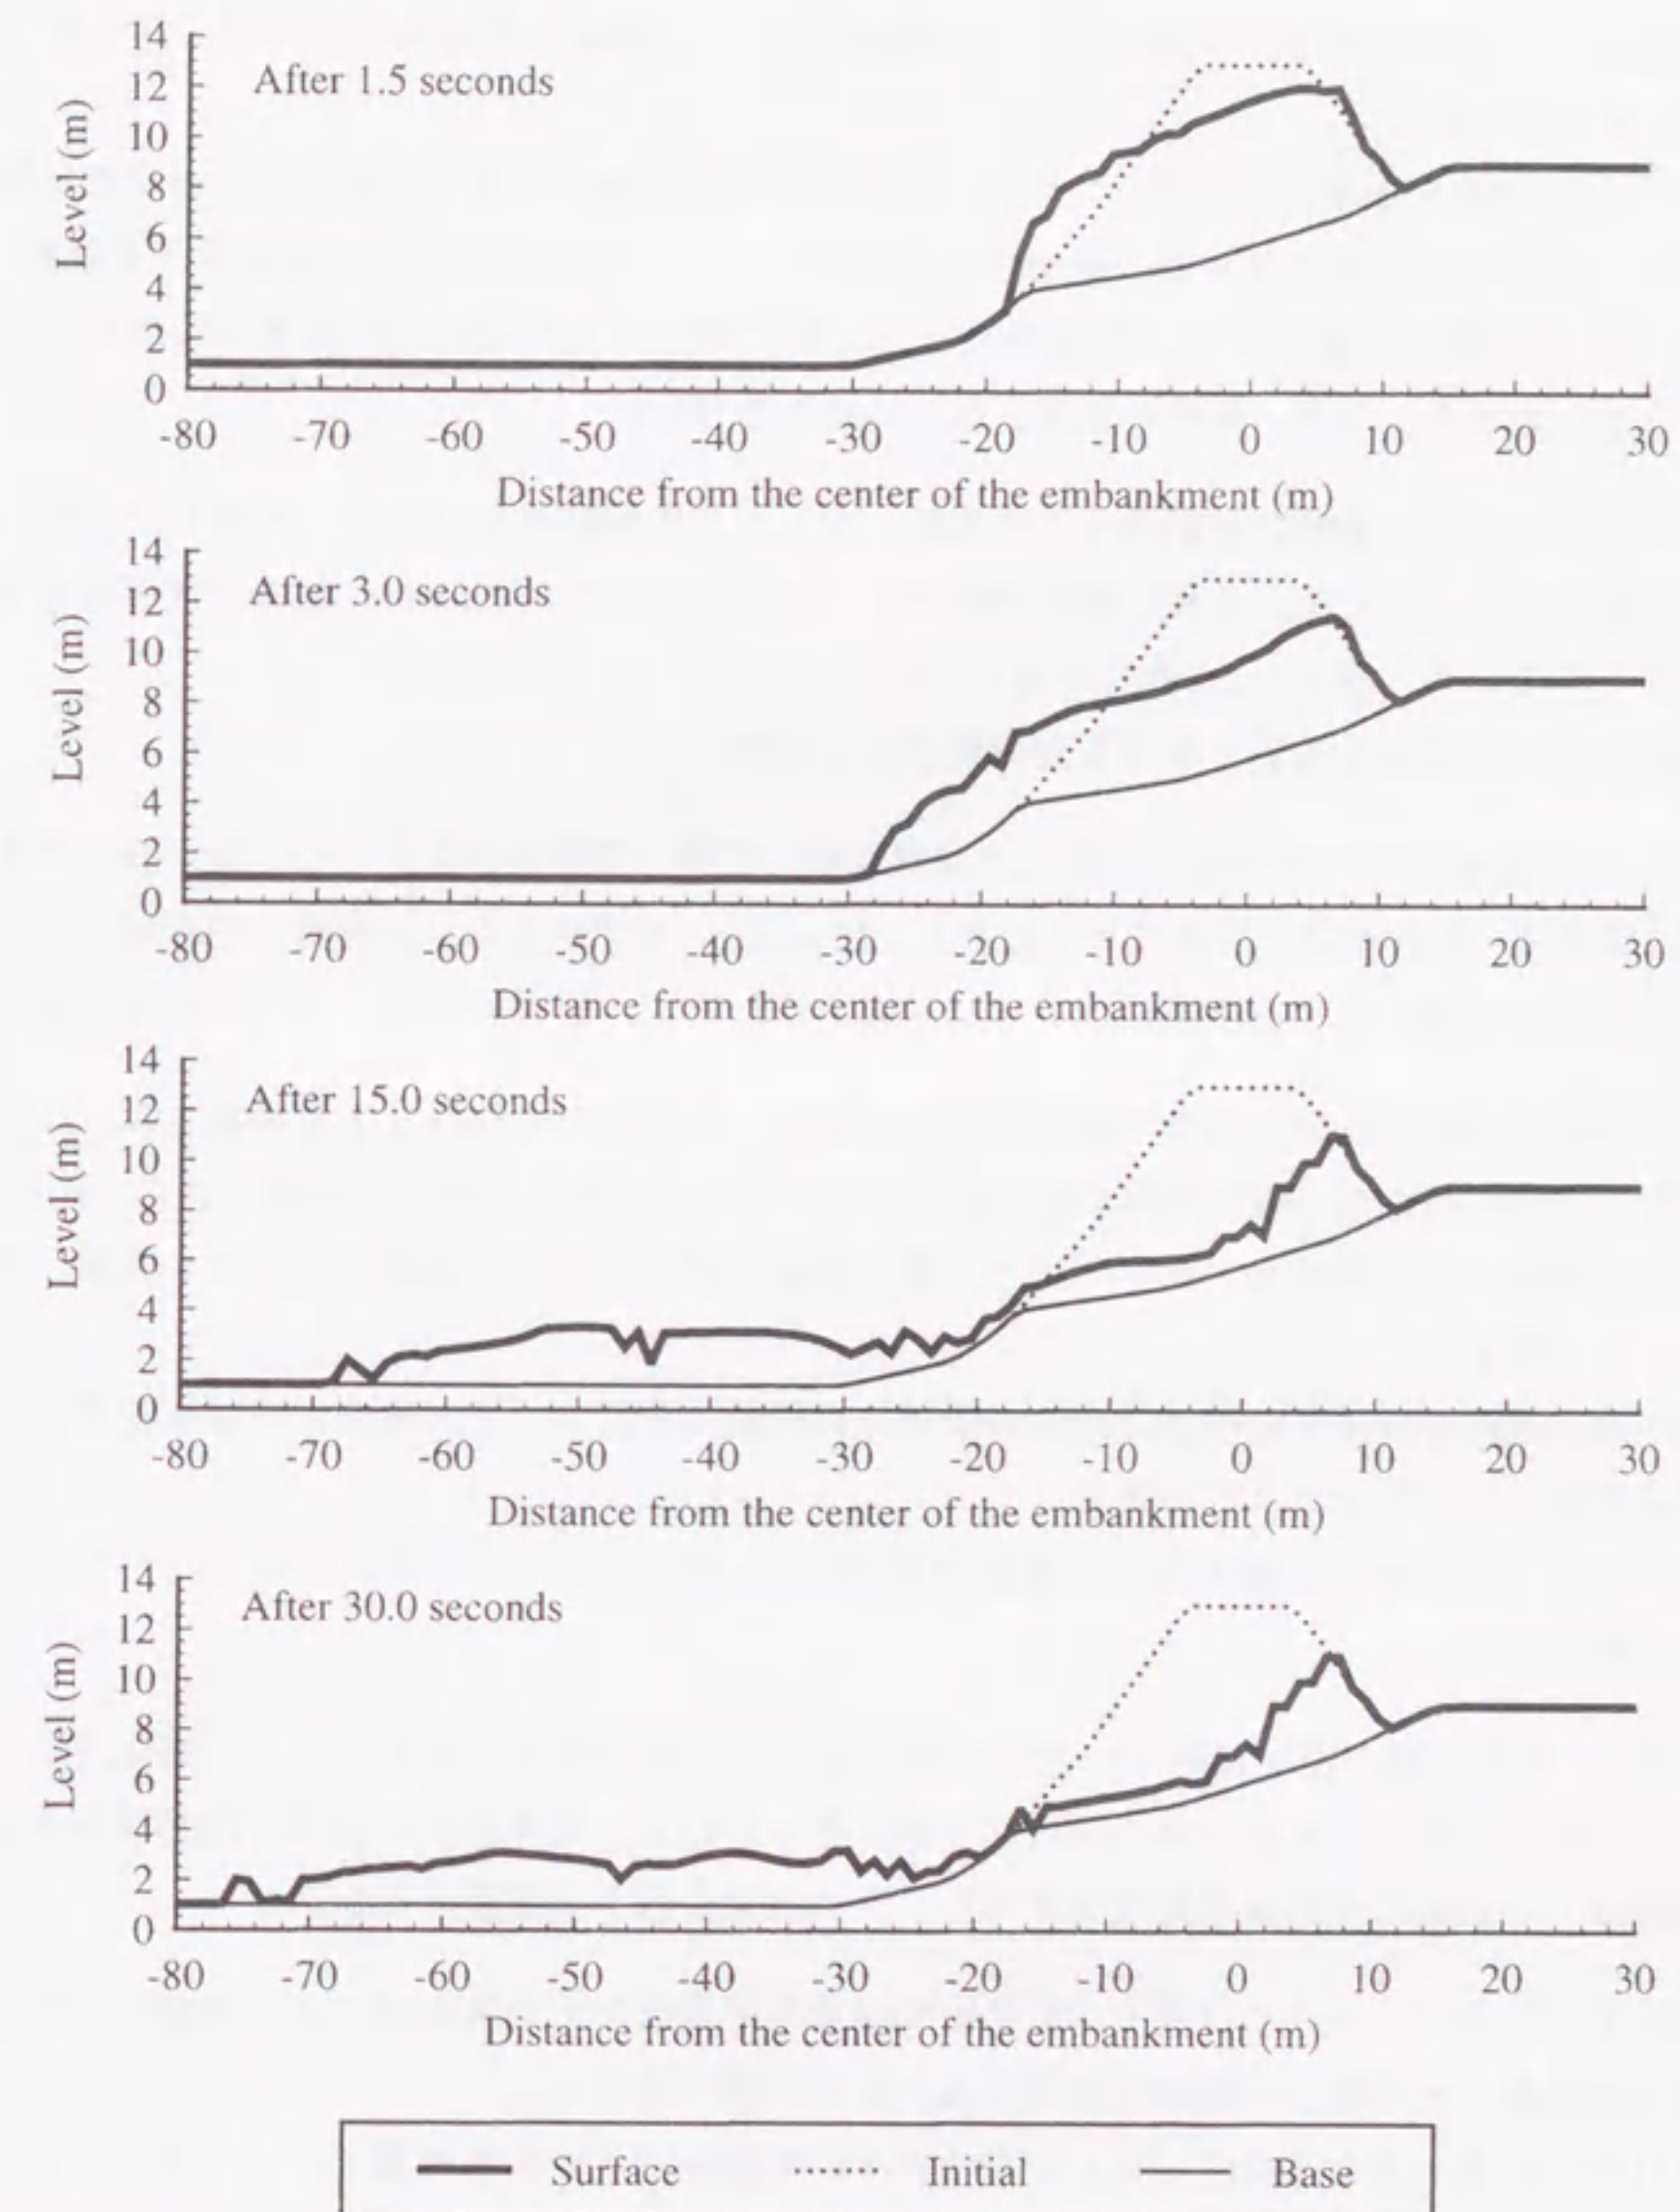 After 1.5 seconds
Level (m)
14
12
10
8
6
4
2
0
-80 -70 -60 -50 -40 -30 -20 -10 0 10 20 30
Distance from the center of the embankment (m)
After 3.0 seconds
Level (m)
14
12
10
8
6
4
2
0
-80 -70 -60 -50 -40 -30 -20 -10 0 10 20 30
Distance from the center of the embankment (m)
After 15.0 seconds
Level (m)
14
12
10
8
6
4
2
0
-80 -70 -60 -50 -40 -30 -20 -10 0 10 20 30
Distance from the center of the embankment (m)
After 30.0 seconds
Level (m)
14
12
10
8
6
4
2
0
-80 -70 -60 -50 -40 -30 -20 -10 0 10 20 30
Distance from the center of the embankment (m)
Surface Initial Base